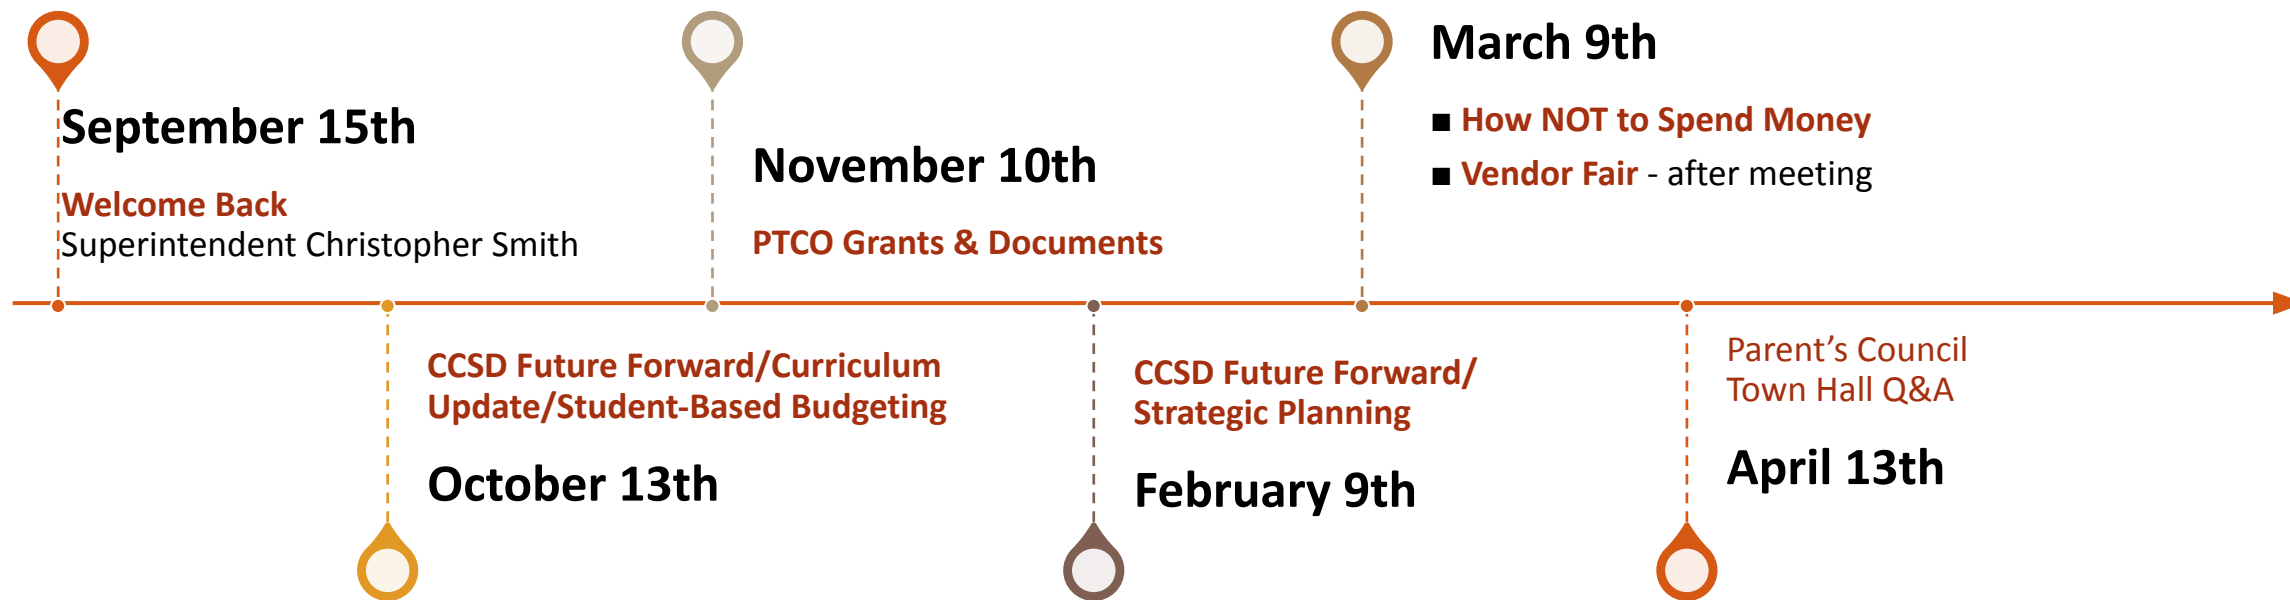 September 15th
Welcome Back
Superintendent Christopher Smith
CCSD Future Forward/Curriculum
Update/Student-Based Budgeting
October 13th
November 10th
PTCO Grants & Documents
CCSD Future Forward/
Strategic Planning
February 9th
March 9th
■ How NOT to Spend Money
■ Vendor Fair - after meeting
Parent’s Council
Town Hall Q&A
April 13th